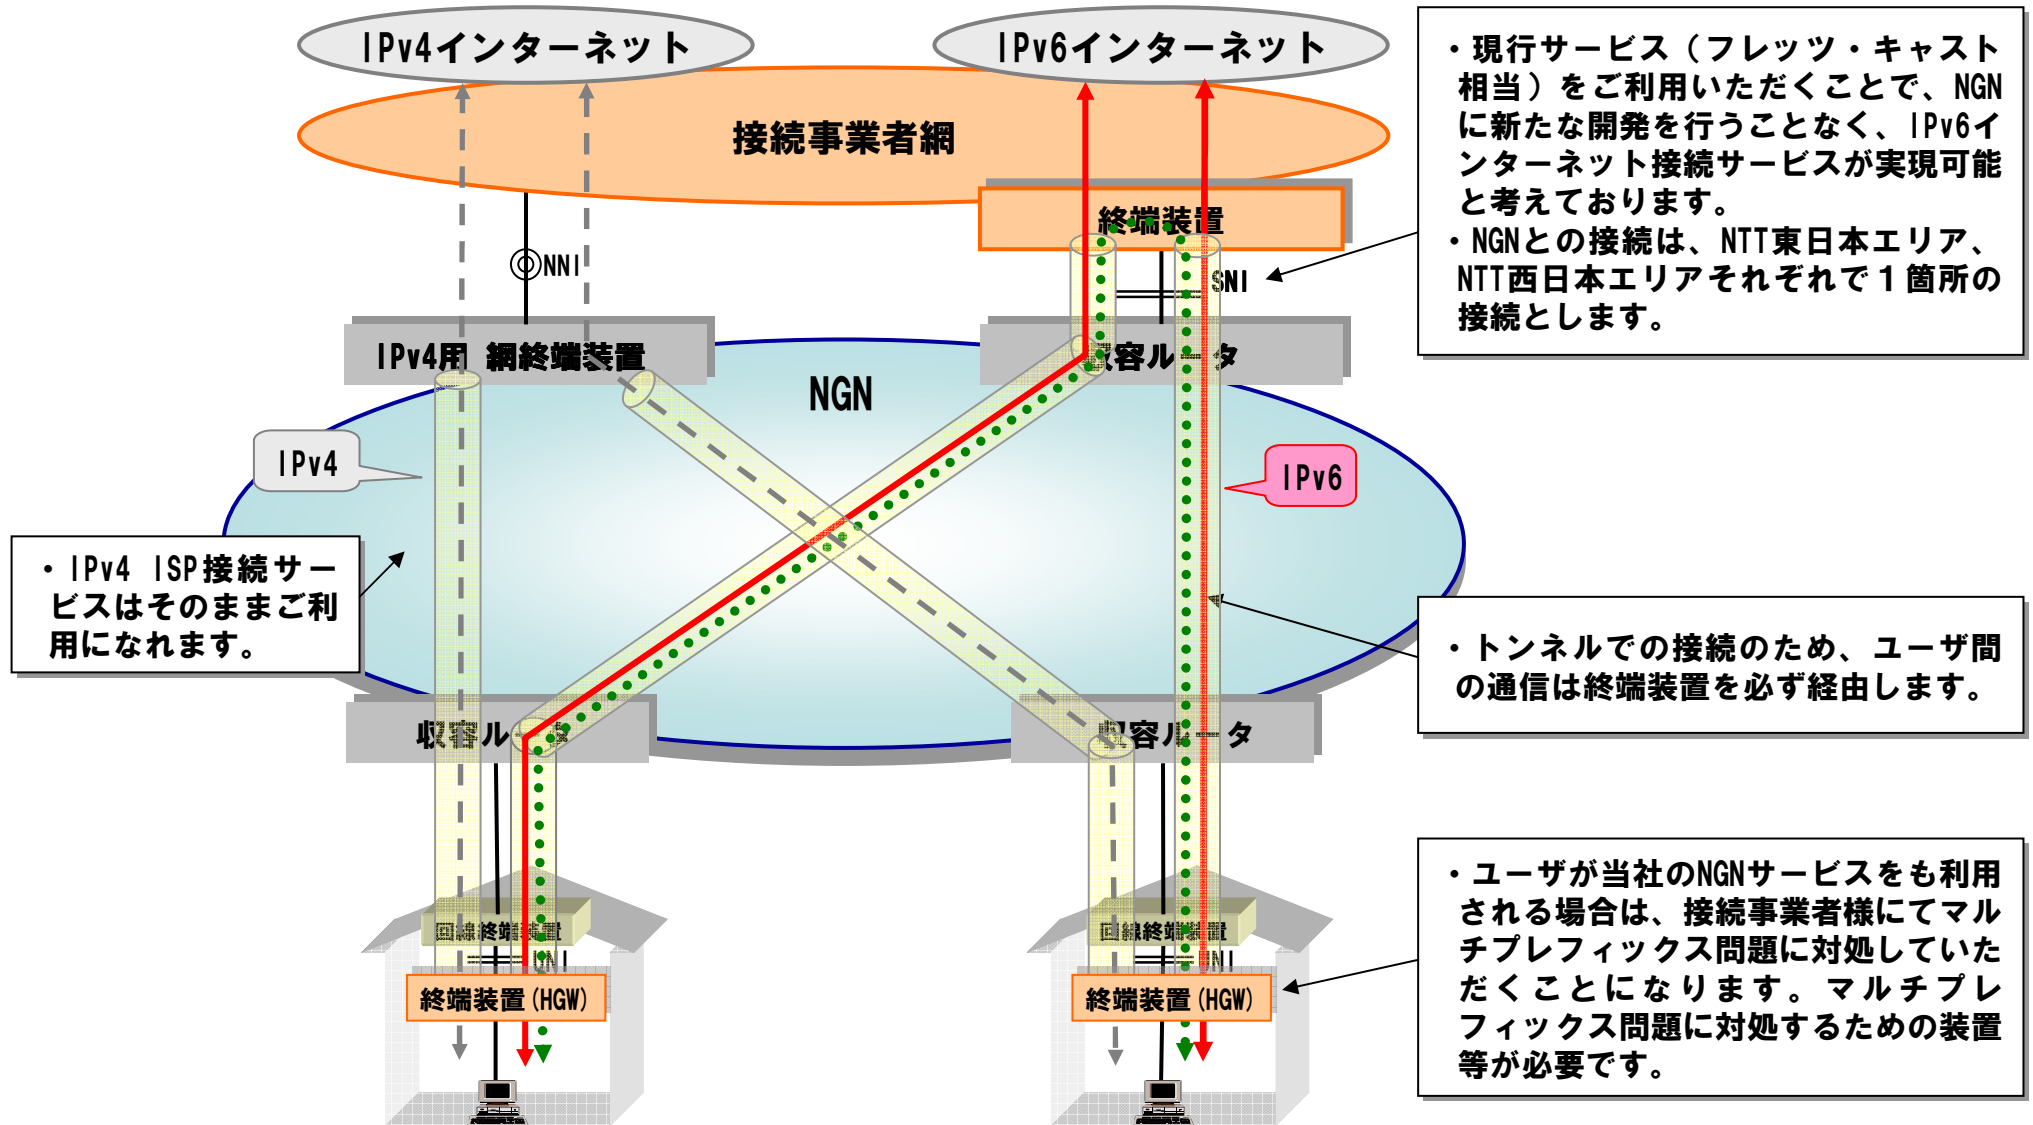 IPv4インターネット
IPv6インターネット
接続事業者網
終端装置
NNI
SNI
IPv4用 網終端装置
収容ルータ
NGN
IPv4
IPv6
収容ルータ
収容ルータ
回線終端装置
UNI
終端装置(HGW)
回線終端装置
UNI
終端装置(HGW)
・現行サービス（フレッツ・キャスト
相当）をご利用いただくことで、NGN
に新たな開発を行うことなく、IPv6イ
ンターネット接続サービスが実現可能
と考えております。
・NGNとの接続は、NTT東日本エリア、
NTT西日本エリアそれぞれで１箇所の
接続とします。
・IPv4 ISP接続サー
ビスはそのままご利
用になれます。
・トンネルでの接続のため、ユーザ間
の通信は終端装置を必ず経由します。
・ユーザが当社のNGNサービスをも利用
される場合は、接続事業者様にてマル
チプレフィックス問題に対処していた
だくことになります。マルチプレ
フィックス問題に対処するための装置
等が必要です。